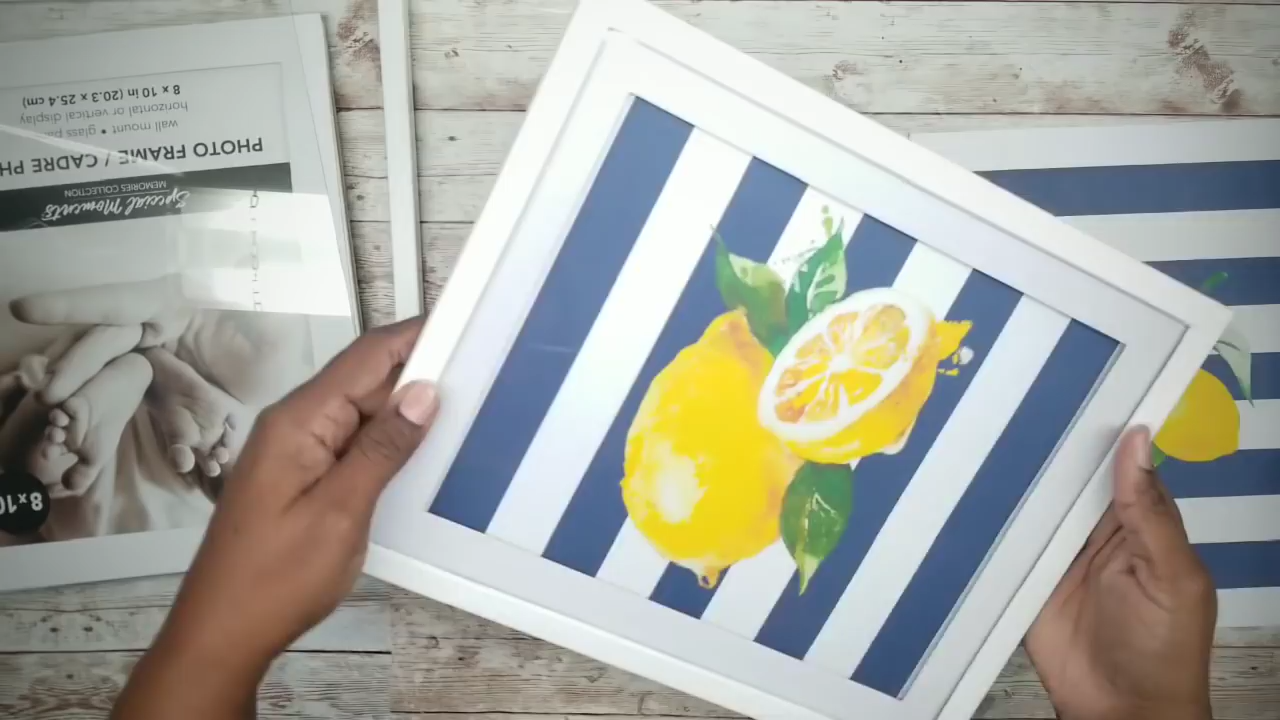 PHOTO FRAME / CADRE PH
wall mount • glass pa
horizontal or vertical display
8 x 10 in (20.3 x 25.4 cm)
Special Moments
MEMORIES COLLECTION
8x10